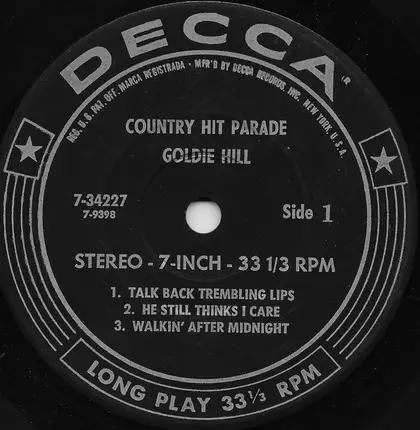 DECCA
REG. U.S. PAT. OFF. MARCA REGISTRADA • MFR'D BY DECCA RECORDS, INC., NEW YORK, U.S.A.
COUNTRY HIT PARADE
GOLDIE HILL
7-34227
7-9398
Side 1
STEREO - 7-INCH - 33 1/3 RPM
1. TALK BACK TREMBLING LIPS
2. HE STILL THINKS I CARE
3. WALKIN' AFTER MIDNIGHT
LONG PLAY 33⅓ RPM